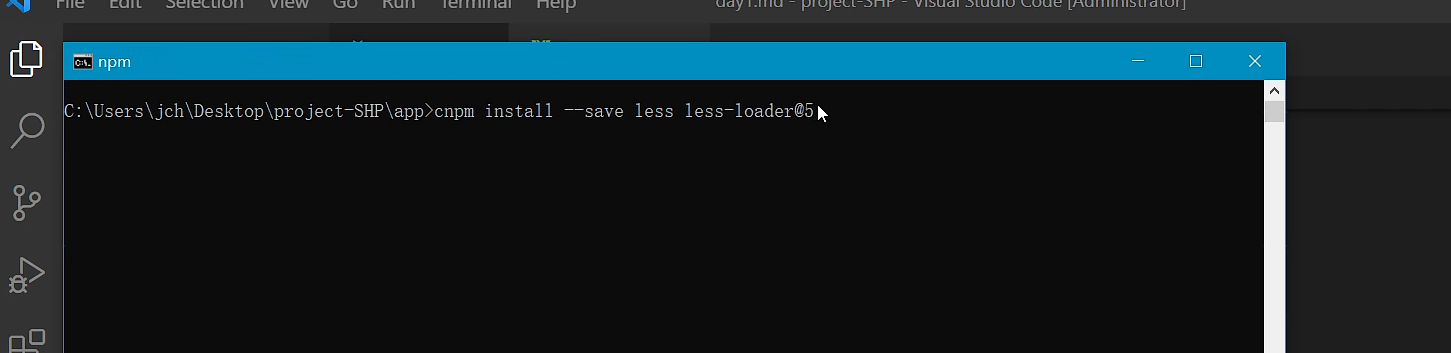 File Edit Selection View Go Run Terminal Help day1.md - project-SHP - Visual Studio Code [Administrator]
npm
C:\Users\jch\Desktop\project-SHP\app>cnpm install --save less less-loader@5